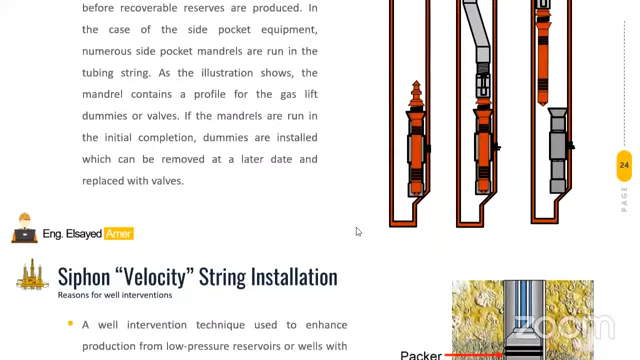 before recoverable reserves are produced. In
the case of the side pocket equipment,
numerous side pocket mandrels are run in the
tubing string. As the illustration shows, the
mandrel contains a profile for the gas lift
dummies or valves. If the mandrels are run in
the initial completion, dummies are installed
which can be removed at a later date and
replaced with valves.
24
PAGE
Eng. Elsayed Amer
Siphon “Velocity” String Installation
Reasons for well interventions
▪ A well intervention technique used to enhance
production from low-pressure reservoirs or wells with
Packer
zoom